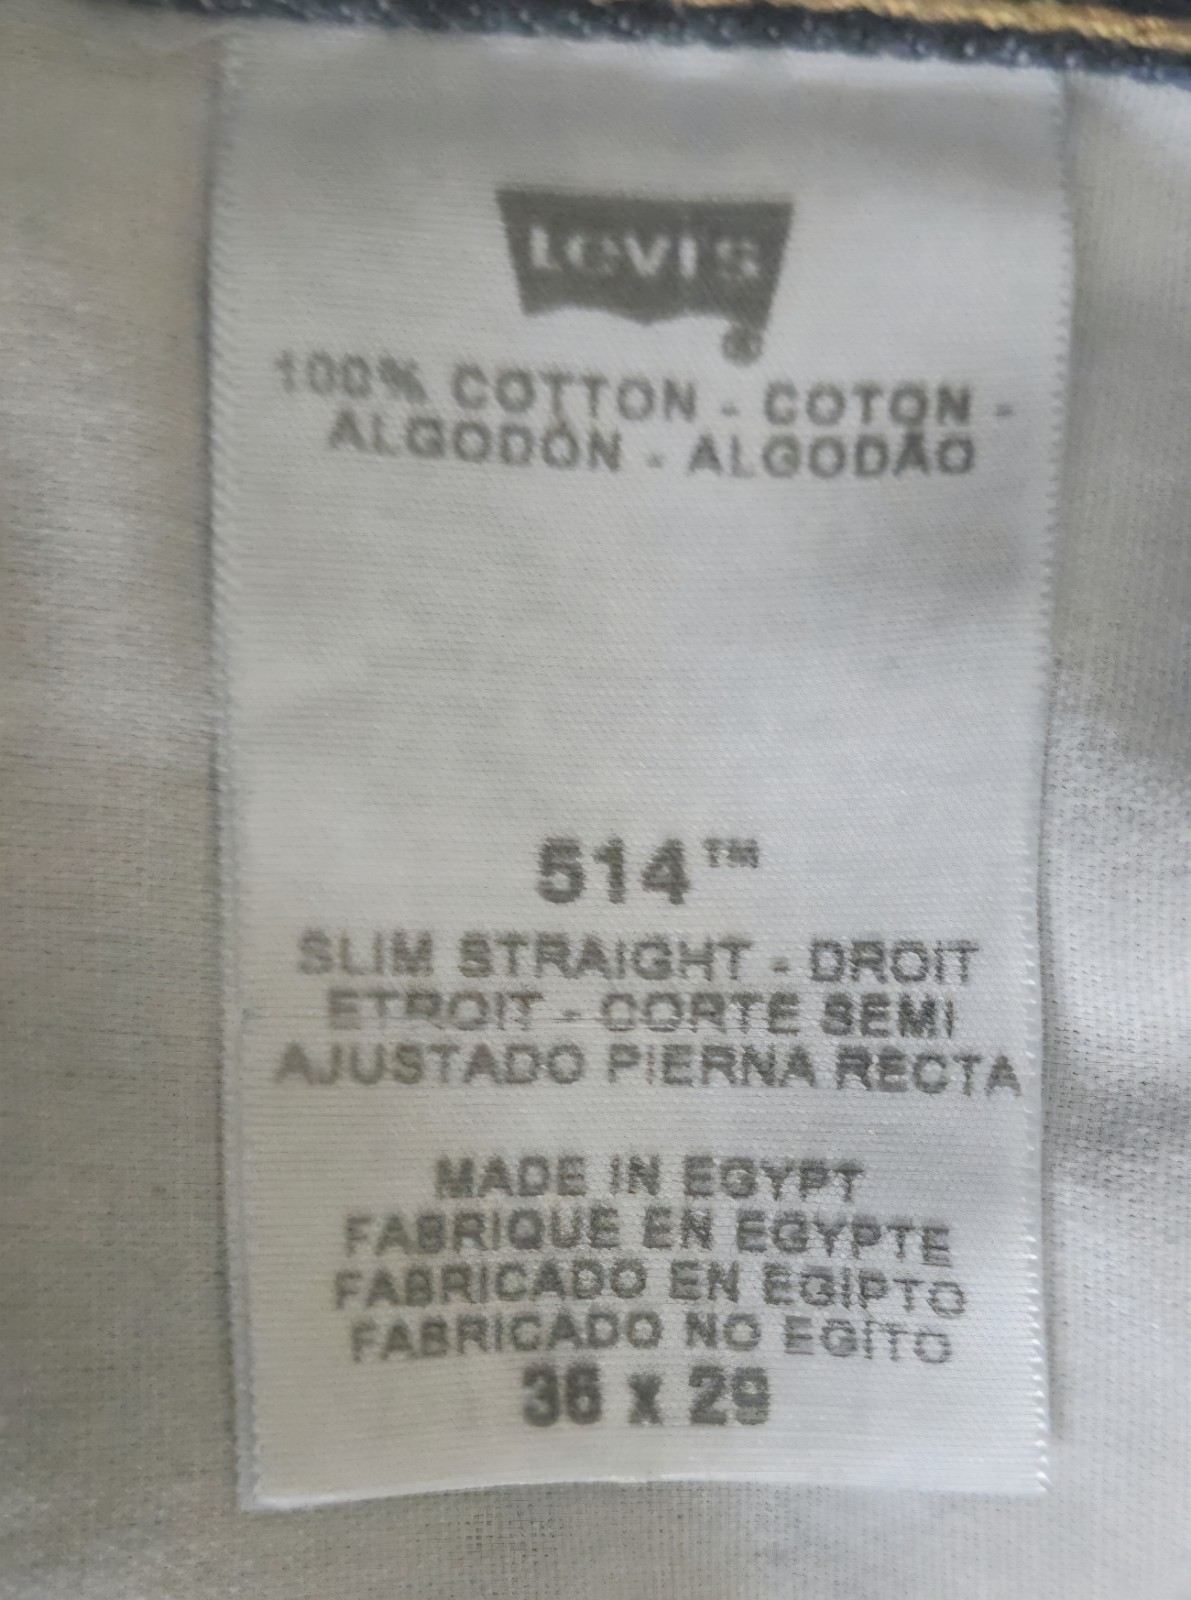 Levi's
®
100% COTTON - COTON -
ALGODÓN - ALGODÃO
514™
SLIM STRAIGHT - DROIT
ETROIT - CORTE SEMI
AJUSTADO PIERNA RECTA
MADE IN EGYPT
FABRIQUE EN EGYPTE
FABRICADO EN EGIPTO
FABRICADO NO EGITO
36 x 29